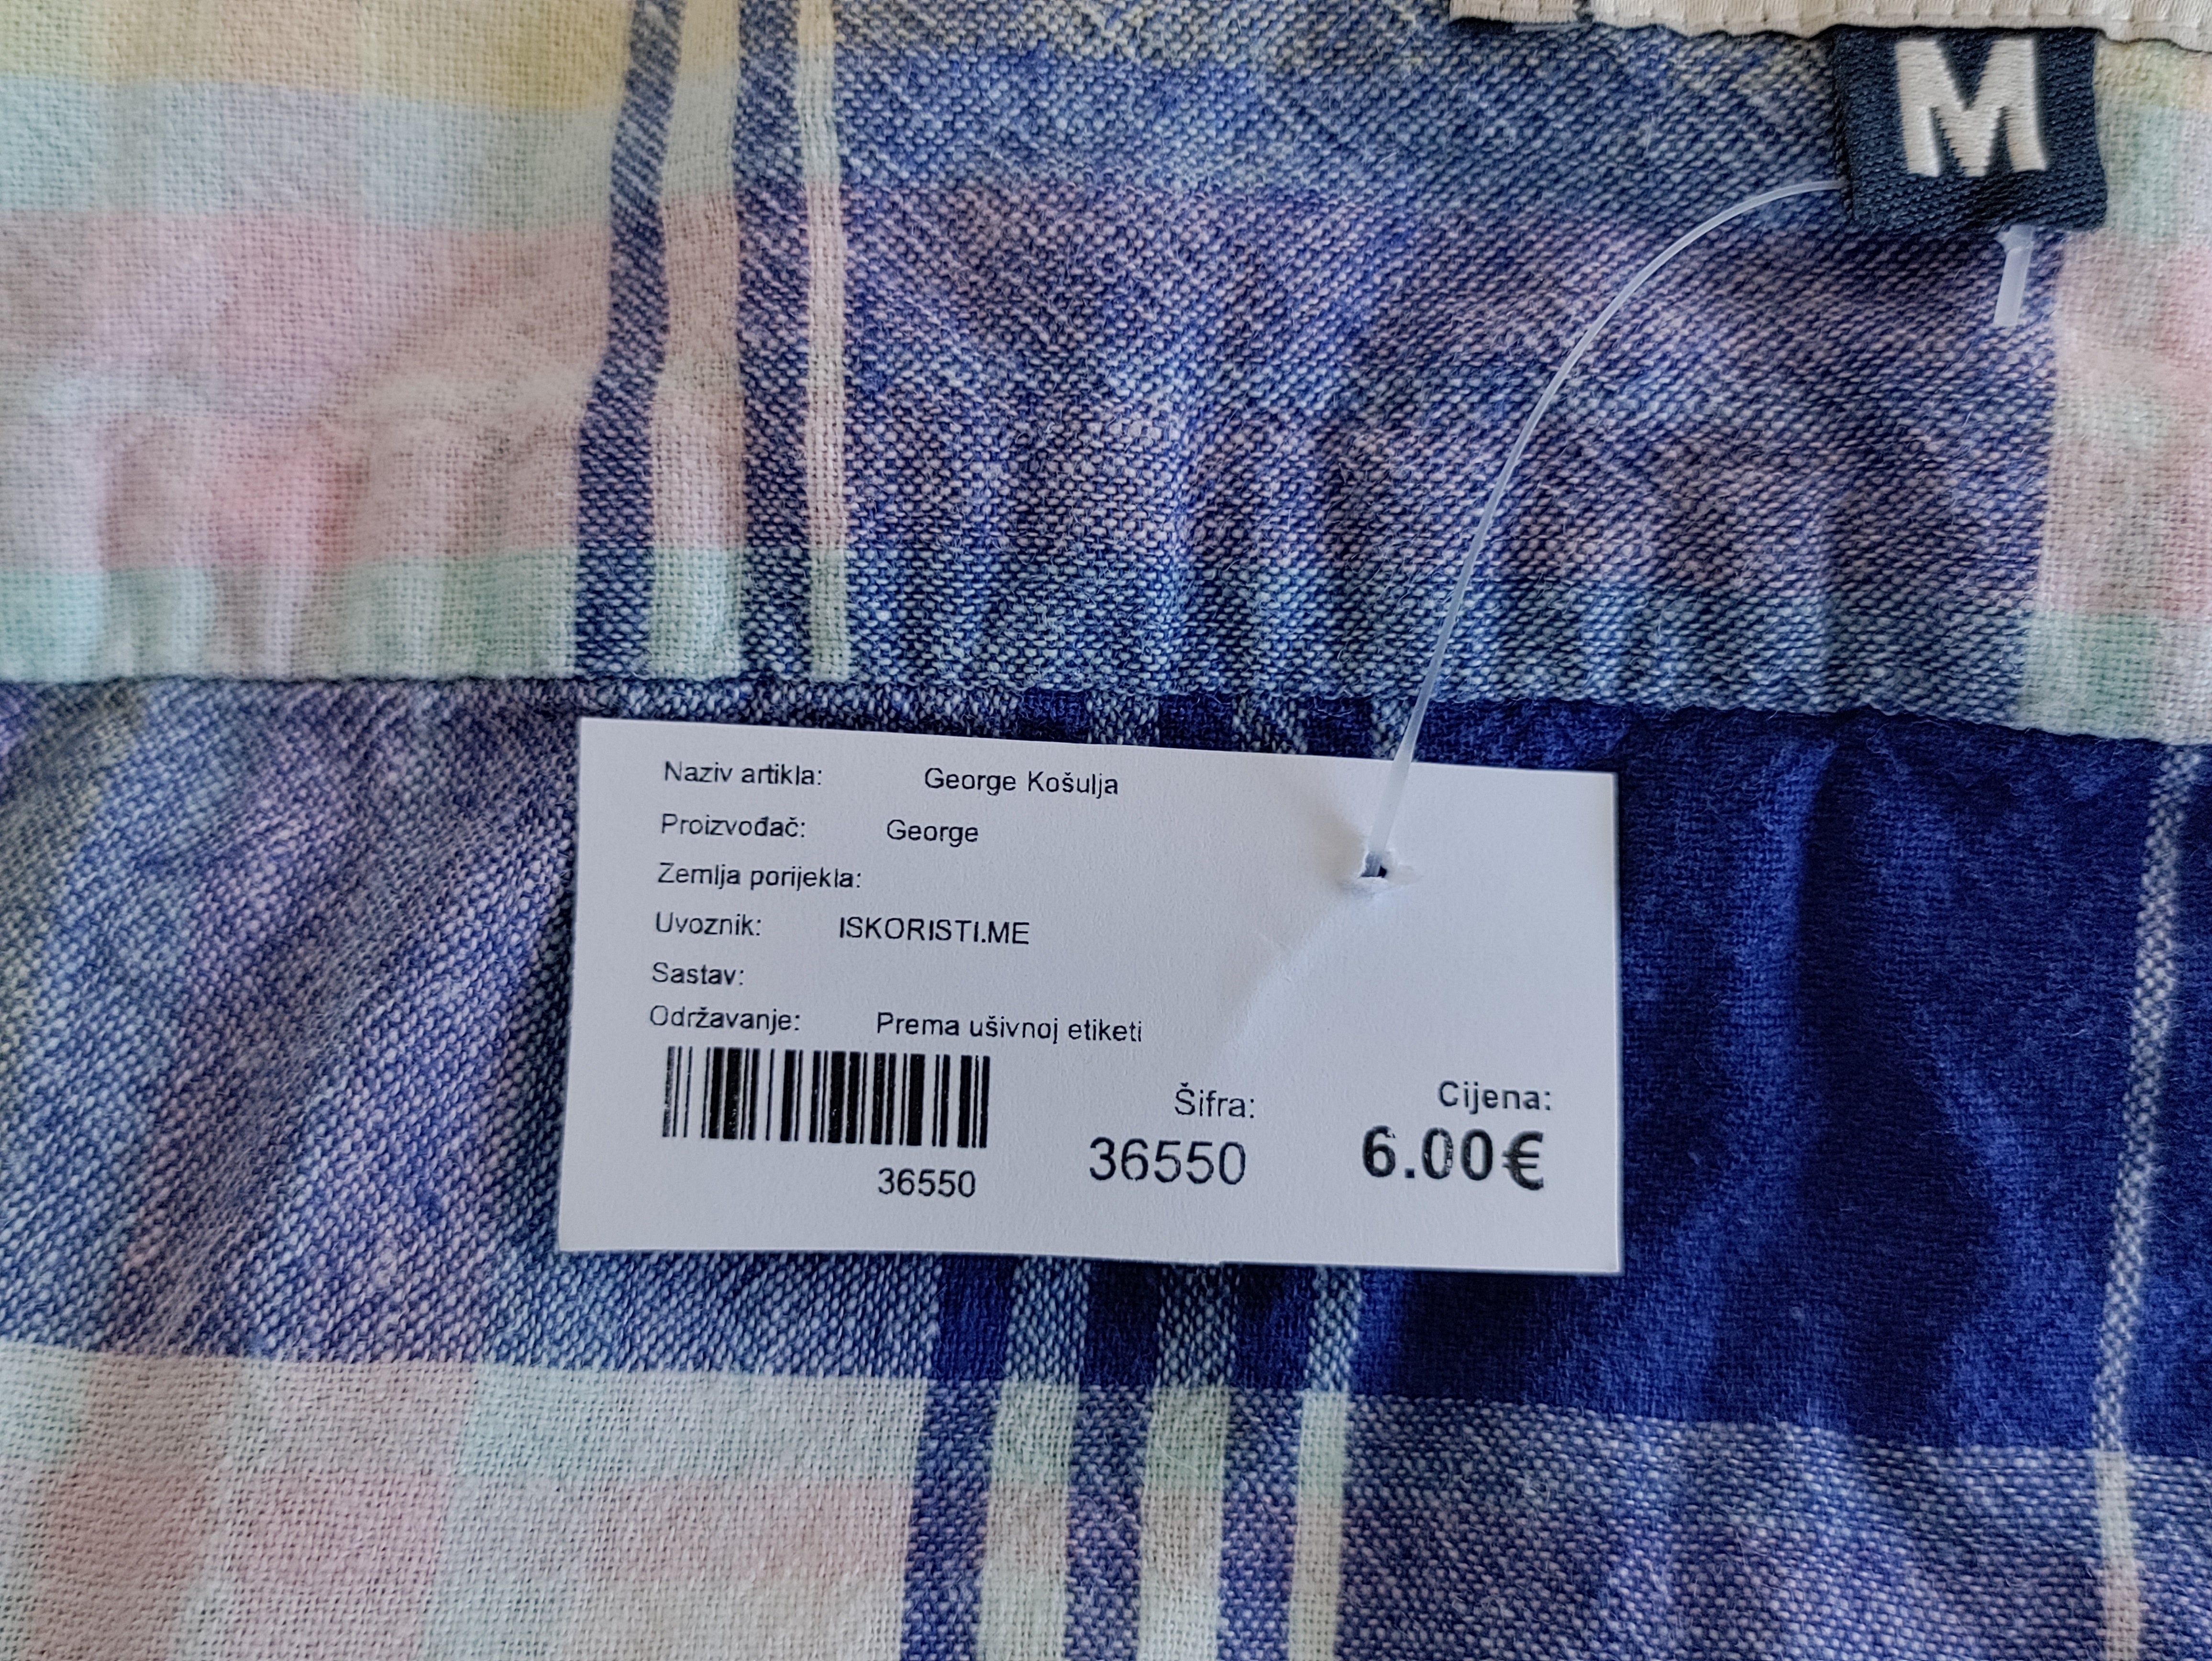 M
Naziv artikla: George Košulja
Proizvođač: George
Zemlja porijekla:
Uvoznik: ISKORISTI.ME
Sastav:
Održavanje: Prema ušivnoj etiketi
36550
Šifra:
36550
Cijena:
6.00€